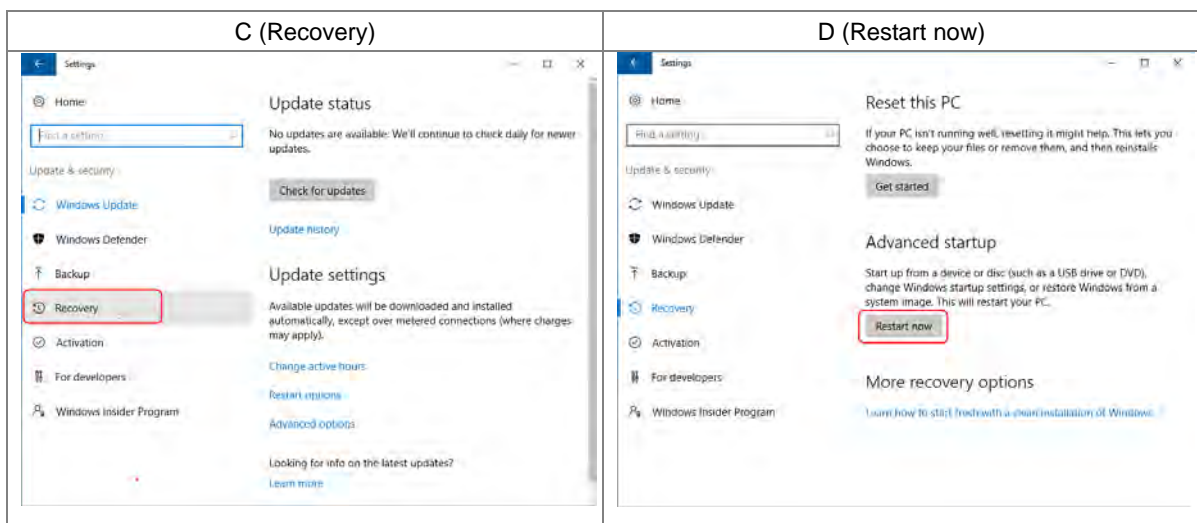 C (Recovery)
D (Restart now)
Settings
Home
Find a setting
Update & security
Windows Update
Windows Defender
Backup
Recovery
Activation
For developers
Windows Insider Program
Update status
No updates are available. We'll continue to check daily for newer
updates.
Check for updates
Update history
Update settings
Available updates will be downloaded and installed
automatically, except over metered connections (where charges
may apply).
Change active hours
Restart options
Advanced options
Looking for info on the latest updates?
Learn more
Settings
Home
Find a setting
Update & security
Windows Update
Windows Defender
Backup
Recovery
Activation
For developers
Windows Insider Program
Reset this PC
If your PC isn't running well, resetting it might help. This lets you
choose to keep your files or remove them, and then reinstalls
Windows.
Get started
Advanced startup
Start up from a device or disc (such as a USB drive or DVD),
change Windows startup settings, or restore Windows from a
system image. This will restart your PC.
Restart now
More recovery options
Learn how to start fresh with a clean installation of Windows